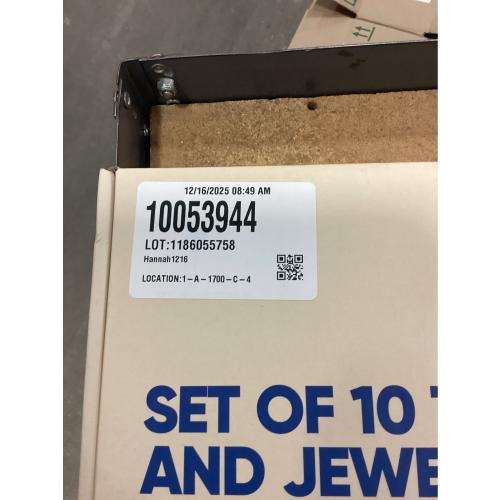 12/16/2025 08:49 AM
10053944
LOT:1186055758
Hannah1216
LOCATION:1-A-1700-C-4
SET OF 10
AND JEWE